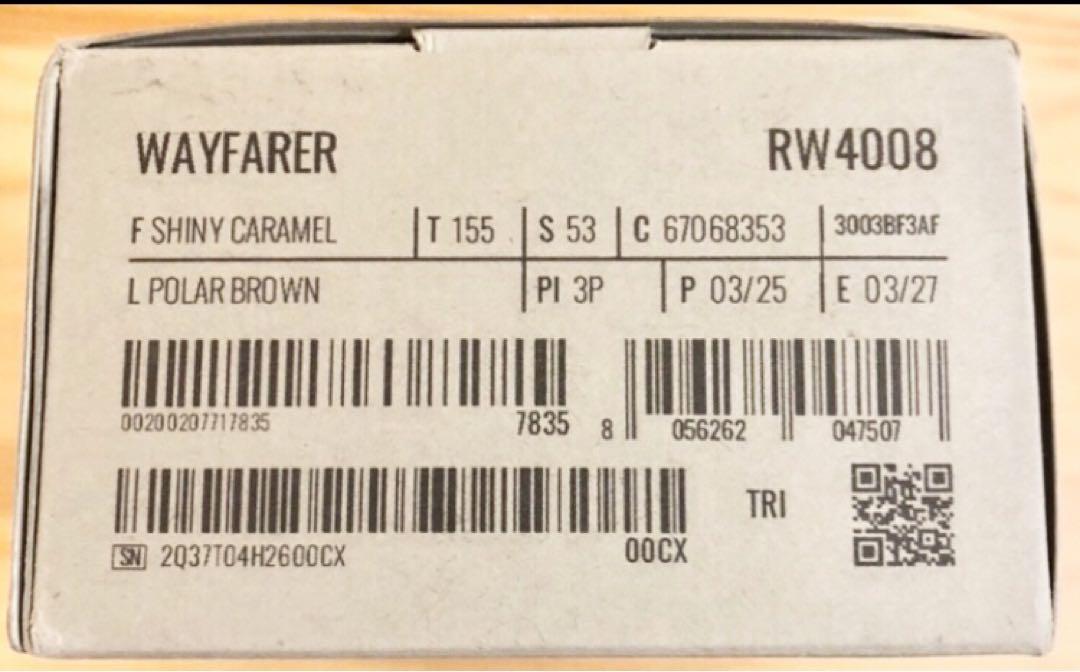 WAYFARER RW4008
F SHINY CARAMEL T 155 S 53 C 67068353 3003BF3AF
L POLAR BROWN PI 3P P 03/25 E 03/27
00200207717835 7835 8 056262 047507
TRI
SN 2Q37T04H2600CX 00CX